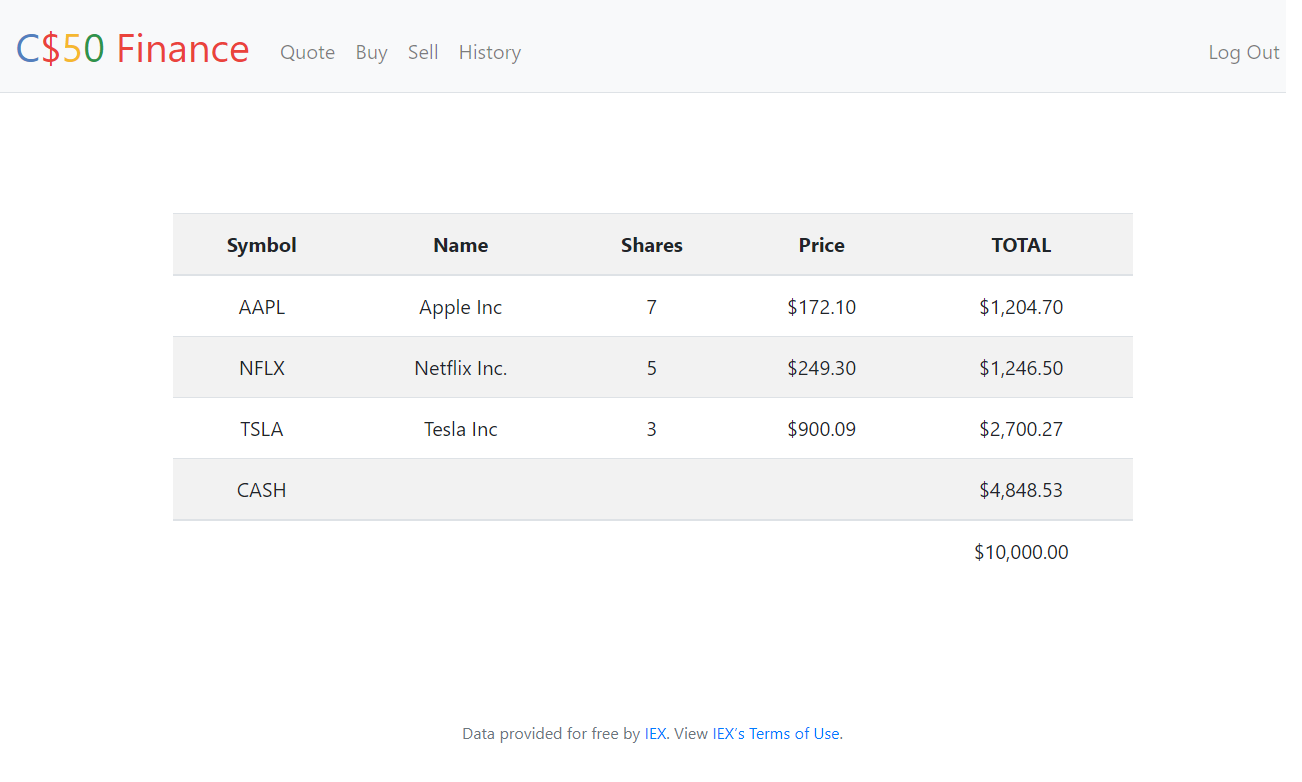 C$50 Finance Quote Buy Sell History Log Out
Symbol Name Shares Price TOTAL
AAPL Apple Inc 7 $172.10 $1,204.70
NFLX Netflix Inc. 5 $249.30 $1,246.50
TSLA Tesla Inc 3 $900.09 $2,700.27
CASH $4,848.53
$10,000.00
Data provided for free by IEX. View IEX’s Terms of Use.